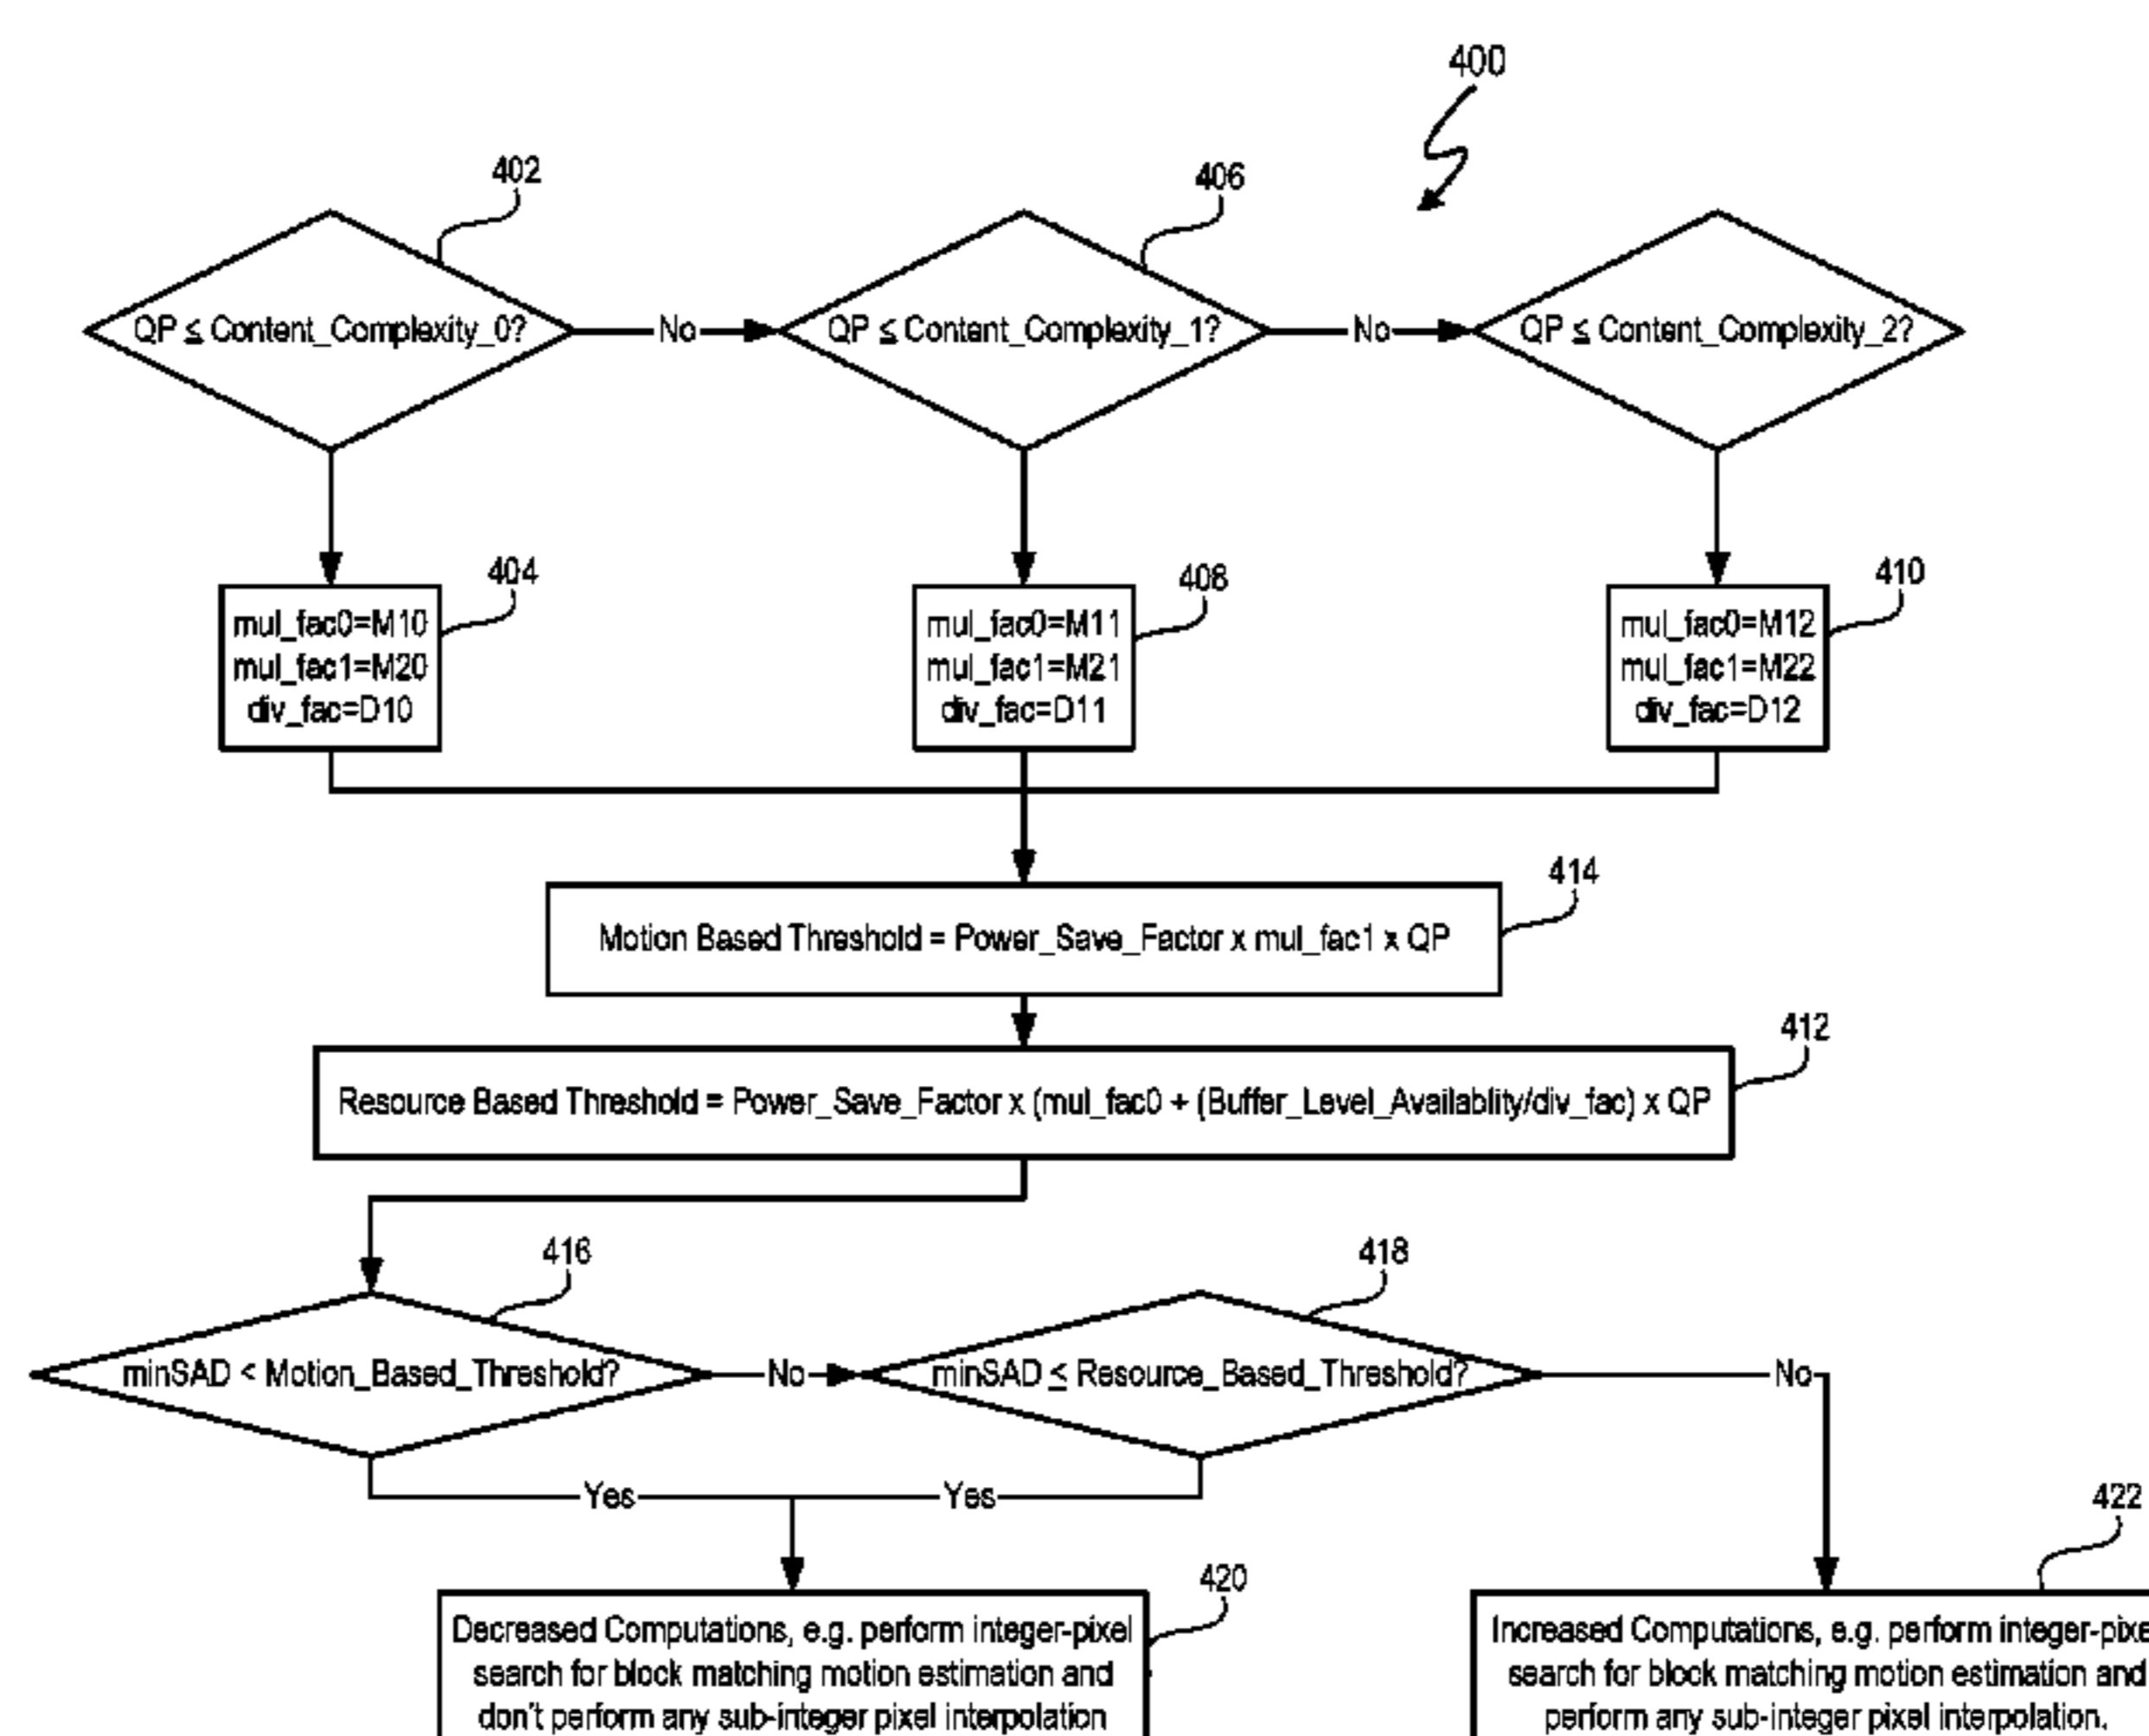 400
402
406
QP ≤ Content_Complexity_0?
No
QP ≤ Content_Complexity_1?
No
QP ≤ Content_Complexity_2?
404
408
410
mul_fac0=M10
mul_fac1=M20
div_fac=D10
mul_fac0=M11
mul_fac1=M21
div_fac=D11
mul_fac0=M12
mul_fac1=M22
div_fac=D12
414
Motion Based Threshold = Power_Save_Factor x mul_fac1 x QP
412
Resource Based Threshold = Power_Save_Factor x (mul_fac0 + (Buffer_Level_Availablity/div_fac) x QP
416
418
minSAD < Motion_Based_Threshold?
No
minSAD ≤ Resource_Based_Threshold?
No
Yes
Yes
422
420
Decreased Computations, e.g. perform integer-pixel
search for block matching motion estimation and
don't perform any sub-integer pixel interpolation
Increased Computations, e.g. perform integer-pixe
search for block matching motion estimation and
perform any sub-integer pixel interpolation.